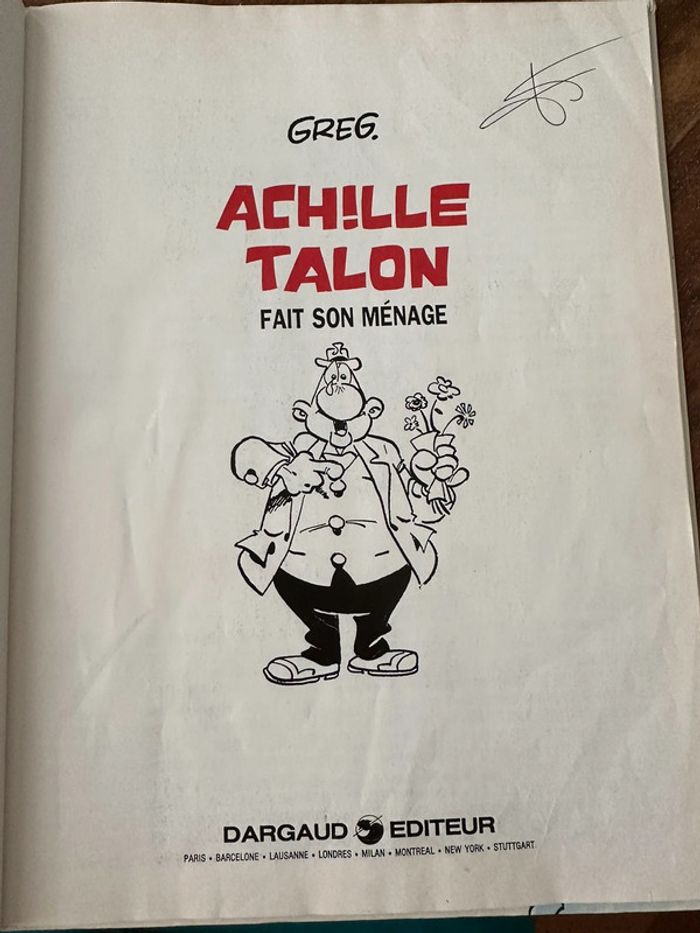 GREG.
ACH!LLE
TALON
FAIT SON MÉNAGE
DARGAUD EDITEUR
PARIS • BARCELONE • LAUSANNE • LONDRES • MILAN • MONTREAL • NEW YORK • STUTTGART